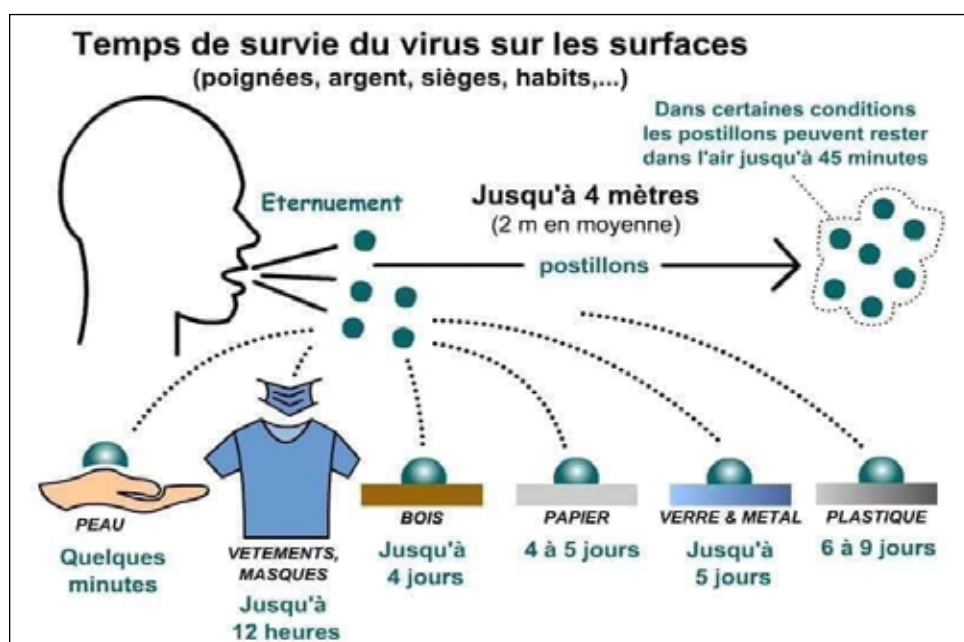 Temps de survie du virus sur les surfaces
(poignées, argent, sièges, habits,...)
Dans certaines conditions
les postillons peuvent rester
dans l'air jusqu'à 45 minutes
Eternuement
Jusqu'à 4 mètres
(2 m en moyenne)
postillons
PEAU
Quelques
minutes
VETEMENTS,
MASQUES
Jusqu'à
12 heures
BOIS
Jusqu'à
4 jours
PAPIER
4 à 5 jours
VERRE & METAL
Jusqu'à
5 jours
PLASTIQUE
6 à 9 jours